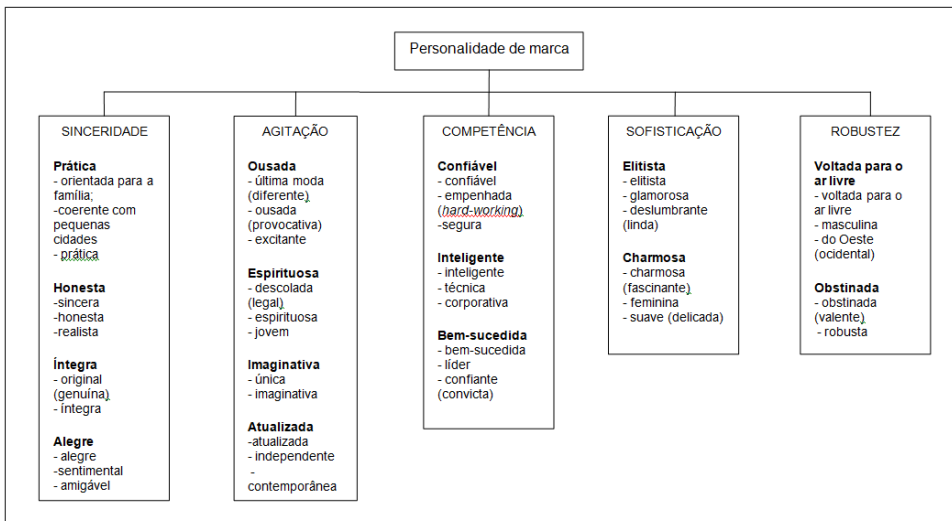 Personalidade de marca
SINCERIDADE
Prática
- orientada para a
família;
-coerente com
pequenas
cidades
- prática
Honesta
-sincera
-honesta
-realista
Íntegra
- original
(genuína)
- íntegra
Alegre
- alegre
-sentimental
- amigável
AGITAÇÃO
Ousada
- última moda
(diferente)
- ousada
(provocativa)
- excitante
Espirituosa
- descolada
(legal)
- espirituosa
- jovem
Imaginativa
- única
- imaginativa
Atualizada
-atualizada
- independente
-
contemporânea
COMPETÊNCIA
Confiável
- confiável
- empenhada
(hard-working)
-segura
Inteligente
- inteligente
- técnica
- corporativa
Bem-sucedida
- bem-sucedida
- líder
- confiante
(convicta)
SOFISTICAÇÃO
Elitista
- elitista
- glamorosa
- deslumbrante
(linda)
Charmosa
- charmosa
(fascinante)
- feminina
- suave (delicada)
ROBUSTEZ
Voltada para o
ar livre
- voltada para o
ar livre
- masculina
- do Oeste
(ocidental)
Obstinada
- obstinada
(valente)
- robusta